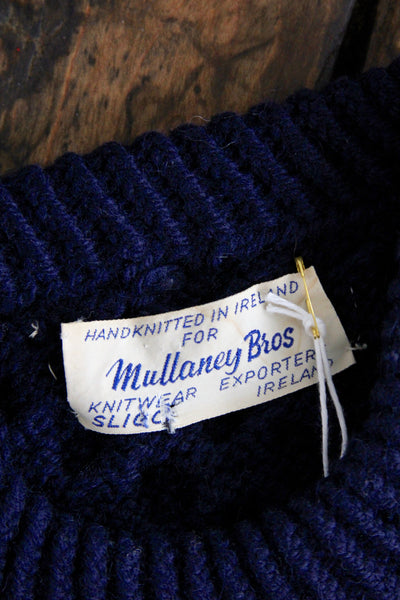 HANDKNITTED IN IRELAND
FOR
Mullaney Bros
KNITWEAR EXPORTERS
SLIGO IRELAND